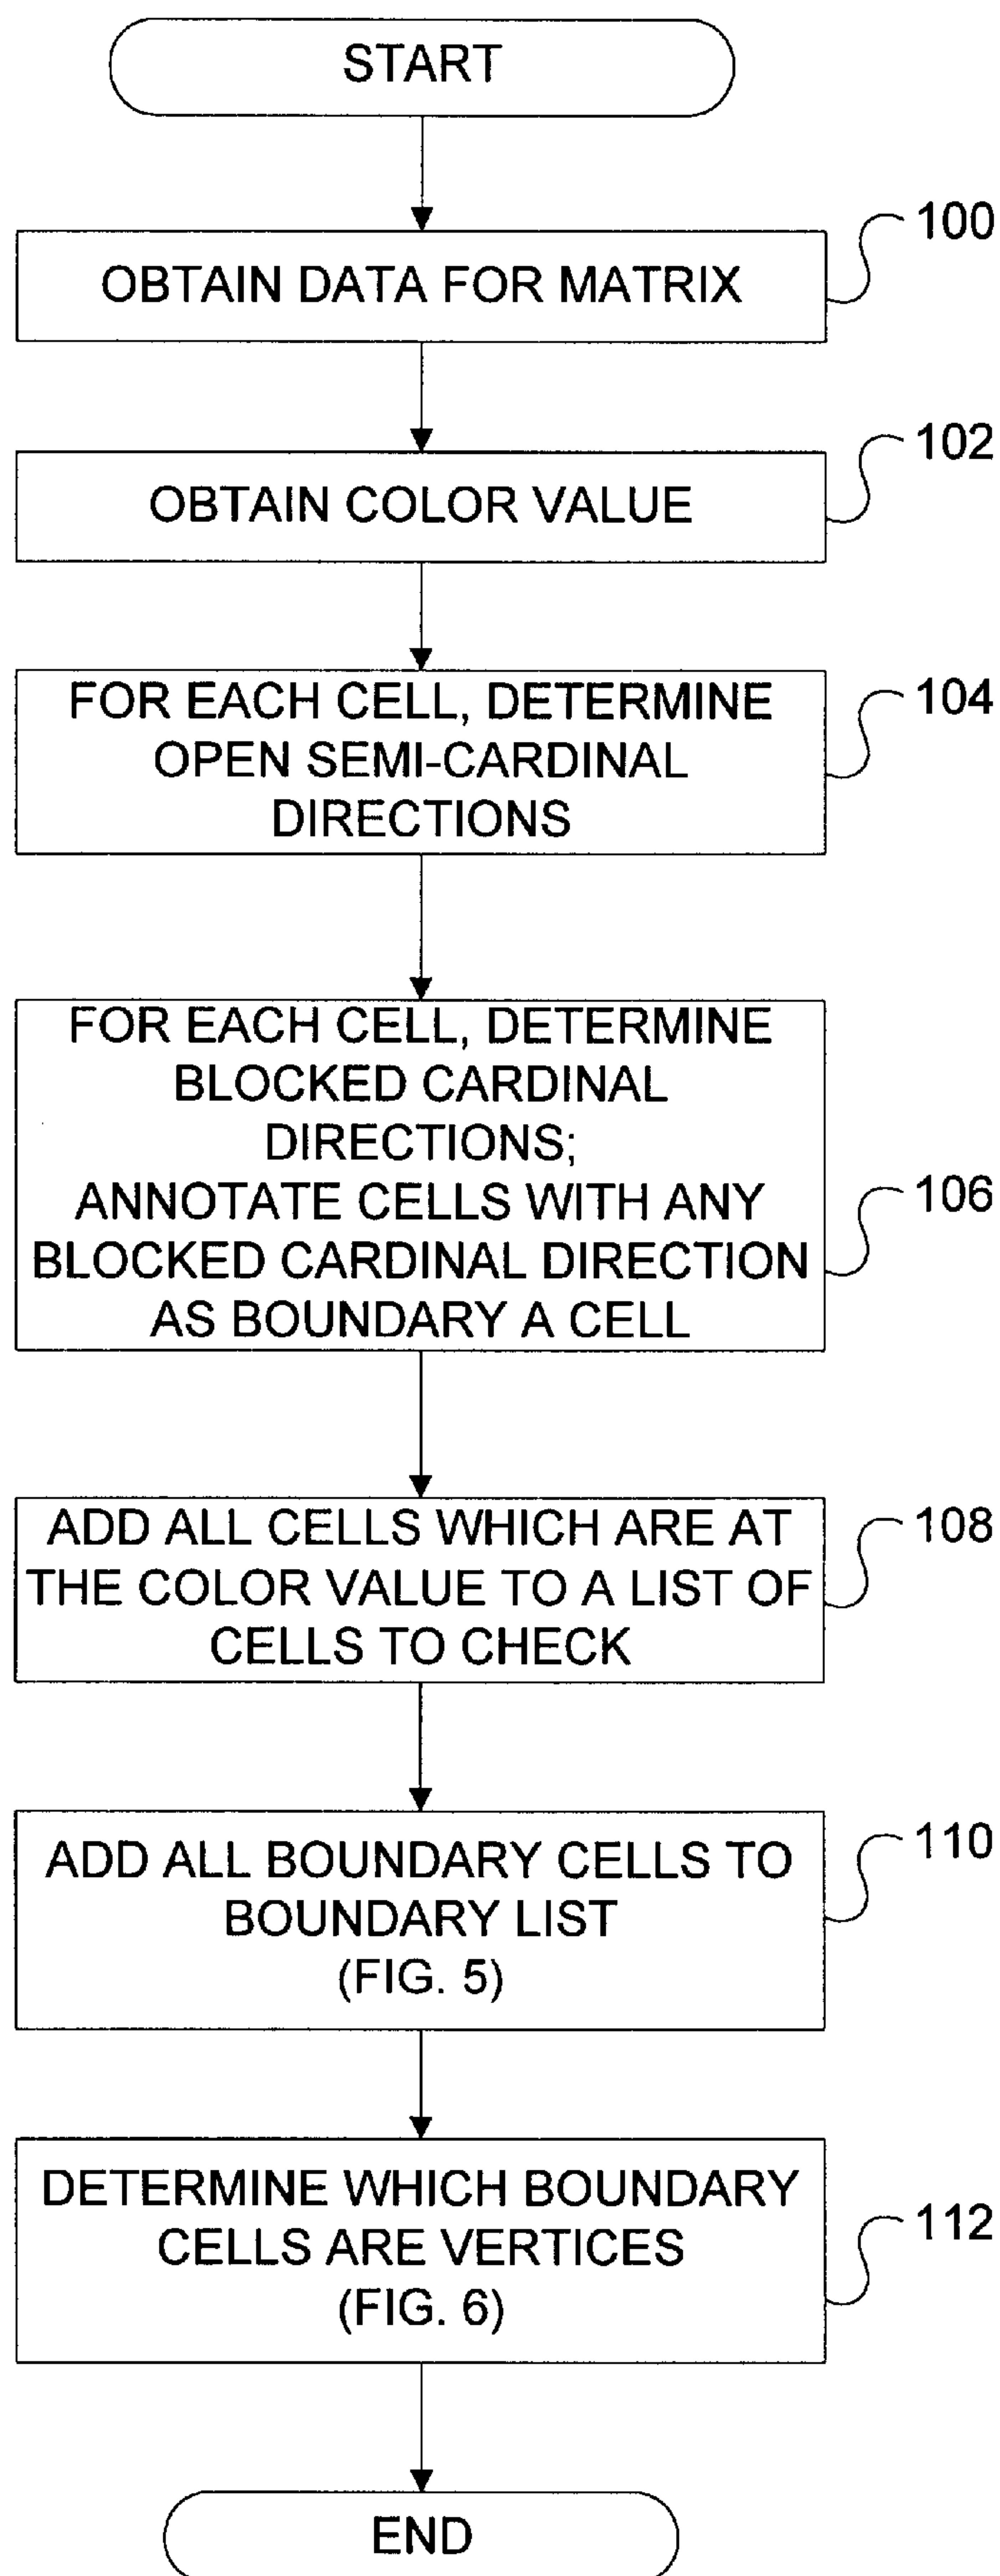 START
100
OBTAIN DATA FOR MATRIX
102
OBTAIN COLOR VALUE
104
FOR EACH CELL, DETERMINE
OPEN SEMI-CARDINAL
DIRECTIONS
FOR EACH CELL, DETERMINE
BLOCKED CARDINAL
DIRECTIONS;
ANNOTATE CELLS WITH ANY
106
BLOCKED CARDINAL DIRECTION
AS BOUNDARY A CELL
108
ADD ALL CELLS WHICH ARE AT
THE COLOR VALUE TO A LIST OF
CELLS TO CHECK
110
ADD ALL BOUNDARY CELLS TO
BOUNDARY LIST
(FIG. 5)
DETERMINE WHICH BOUNDARY
112
CELLS ARE VERTICES
(FIG. 6)
END